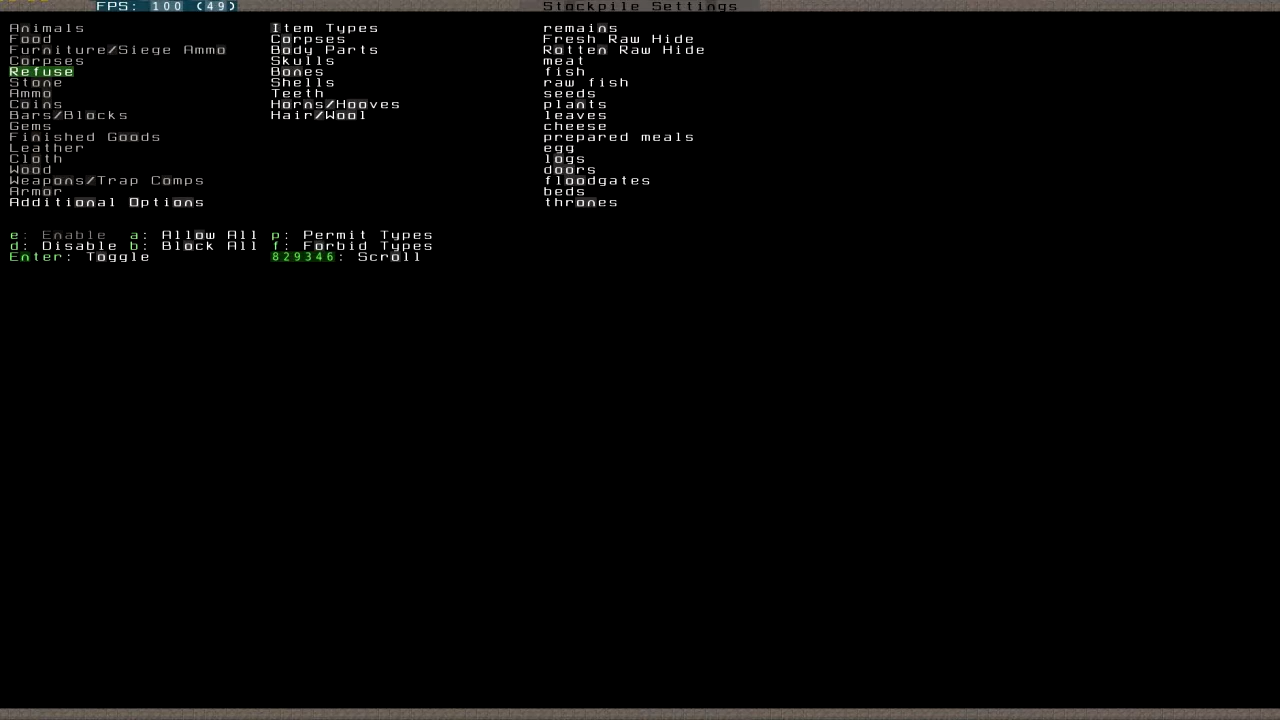 FPS: 100 (49)
Stockpile Settings
Animals Item Types remains
Food Corpses Fresh Raw Hide
Furniture/Siege Ammo Body Parts Rotten Raw Hide
Corpses Skulls meat
Refuse Bones fish
Stone Shells raw fish
Ammo Teeth seeds
Coins Horns/Hooves plants
Bars/Blocks Hair/Wool leaves
Gems cheese
Finished Goods prepared meals
Leather egg
Cloth logs
Wood doors
Weapons/Trap Comps floodgates
Armor beds
Additional Options thrones
e: Enable a: Allow All p: Permit Types
d: Disable b: Block All f: Forbid Types
Enter: Toggle 829346: Scroll